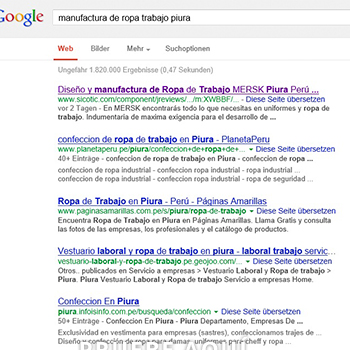 Google manufactura de ropa trabajo piura
Web Bilder Mehr Suchoptionen
Ungefähr 1.820.000 Ergebnisse (0,47 Sekunden)
Diseño y manufactura de Ropa de Trabajo MERSK Piura Perú ...
www.sicotic.com/component/jreviews/.../m:XWBBF/... - Diese Seite übersetzen
vor 2 Tagen - En MERSK encontrarás todo lo que necesitas en uniformes y ropa de
trabajo. Indumentaria de maxima exigencia para el desarrollo de ...
confeccion de ropa de trabajo en Piura - PlanetaPeru
www.planetaperu.pe/piura/confeccion+de+ropa+de+... Diese Seite übersetzen
40+ Einträge - confeccion de ropa de trabajo en Piura - confeccion de ropa ...
confeccion de ropa industrial - confeccion ropa industrial - ropa industrial ...
confeccion de ropa industrial - confeccion ropa industrial - ropa de seguridad ...
Ropa de Trabajo en Piura - Perú - Páginas Amarillas
www.paginasamarillas.com.pe/s/piura/ropa-de-trabajo Diese Seite übersetzen
Encuentra Ropa de Trabajo en Piura en Páginas Amarillas. Llama Gratis y consulta
las fotos de las empresas, los profesionales y el catálogo de productos.
Vestuario laboral y ropa de trabajo en piura - laboral trabajo servic...
vestuario-laboral-y-ropa-de-trabajo.pe.geojoo.com/... Diese Seite übersetzen
Otros.. publicados en Servicio a empresas > Vestuario Laboral y Ropa de trabajo >
Piura. Piura Vestuario Laboral y Ropa de trabajo. Servicio a empresas Home.
Confeccion En Piura
piura.infoisinfo.com.pe/busqueda/confeccion Diese Seite übersetzen
50+ Einträge - Confeccion En Piura - Piura Departamento, Empresas De ...
Exclusividad en vestimenta para empresas (sastres), confeccionamos trajes de ...
Diseño y confección de ropa para damas, uniformes para Home, cheff y hogar